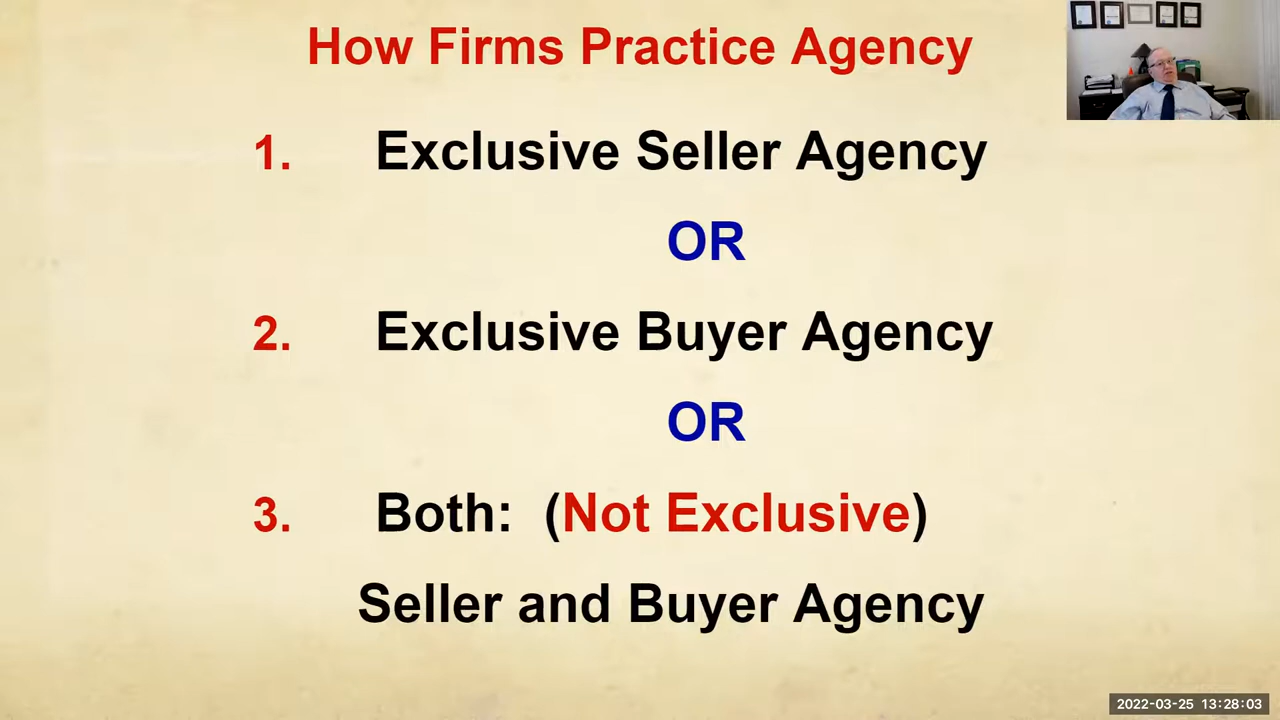 How Firms Practice Agency
1. Exclusive Seller Agency
OR
2. Exclusive Buyer Agency
OR
3. Both: (Not Exclusive)
Seller and Buyer Agency
2022-03-25 13:28:03